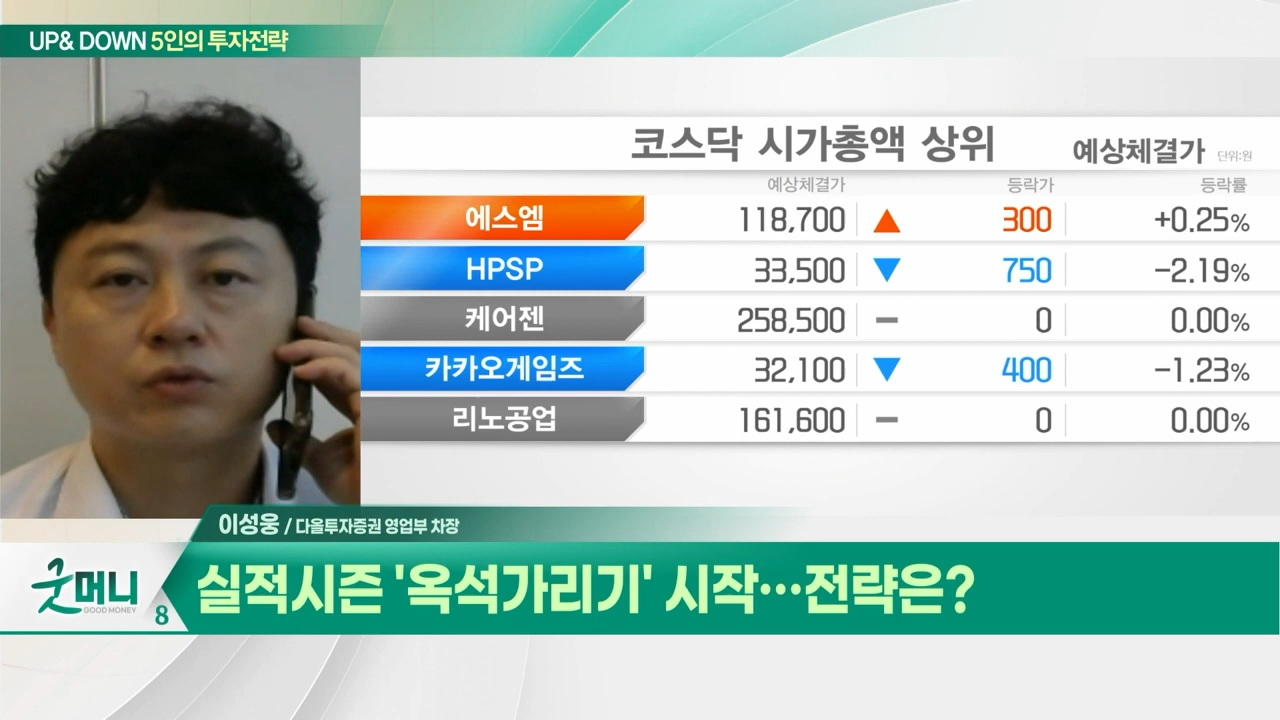 UP& DOWN 5인의 투자전략
코스닥 시가총액 상위 예상체결가 단위:원
예상체결가 등락가 등락률
에스엠 118,700 ▲ 300 +0.25%
HPSP 33,500 ▼ 750 -2.19%
케어젠 258,500 - 0 0.00%
카카오게임즈 32,100 ▼ 400 -1.23%
리노공업 161,600 - 0 0.00%
이성웅 / 다올투자증권 영업부 차장
굿머니
GOOD MONEY
8
실적시즌 '옥석가리기' 시작…전략은?